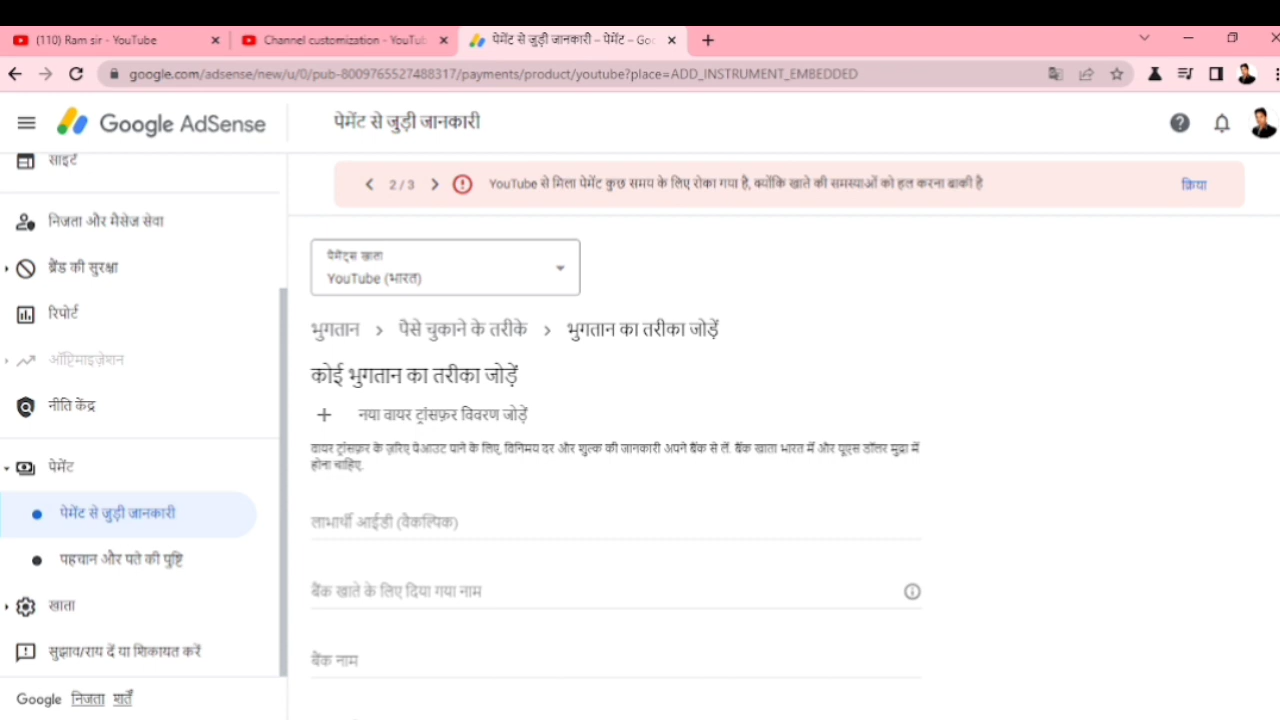 (110) Ram sir - YouTube
Channel customization - YouTu
पेमेंट से जुड़ी जानकारी – पेमेंट – Go
google.com/adsense/new/u/0/pub-8009765527488317/payments/product/youtube?place=ADD_INSTRUMENT_EMBEDDED
Google AdSense
पेमेंट से जुड़ी जानकारी
साइटें
2 / 3
YouTube से मिला पेमेंट कुछ समय के लिए रोका गया है, क्योंकि खाते की समस्याओं को हल करना बाकी है
क्रिया
निजता और मैसेज सेवा
ब्रैंड की सुरक्षा
रिपोर्ट
ऑप्टिमाइज़ेशन
नीति केंद्र
पेमेंट
पेमेंट से जुड़ी जानकारी
पहचान और पते की पुष्टि
खाता
सुझाव/राय दें या शिकायत करें
Google निजता शर्तें
पेमेंट्स खाता
YouTube (भारत)
भुगतान > पैसे चुकाने के तरीके > भुगतान का तरीका जोड़ें
कोई भुगतान का तरीका जोड़ें
+ नया वायर ट्रांसफ़र विवरण जोड़ें
वायर ट्रांसफ़र के ज़रिए पेआउट पाने के लिए, विनिमय दर और शुल्क की जानकारी अपने बैंक से लें. बैंक खाता भारत में और यूएस डॉलर मुद्रा में
होना चाहिए.
लाभार्थी आईडी (वैकल्पिक)
बैंक खाते के लिए दिया गया नाम
बैंक नाम